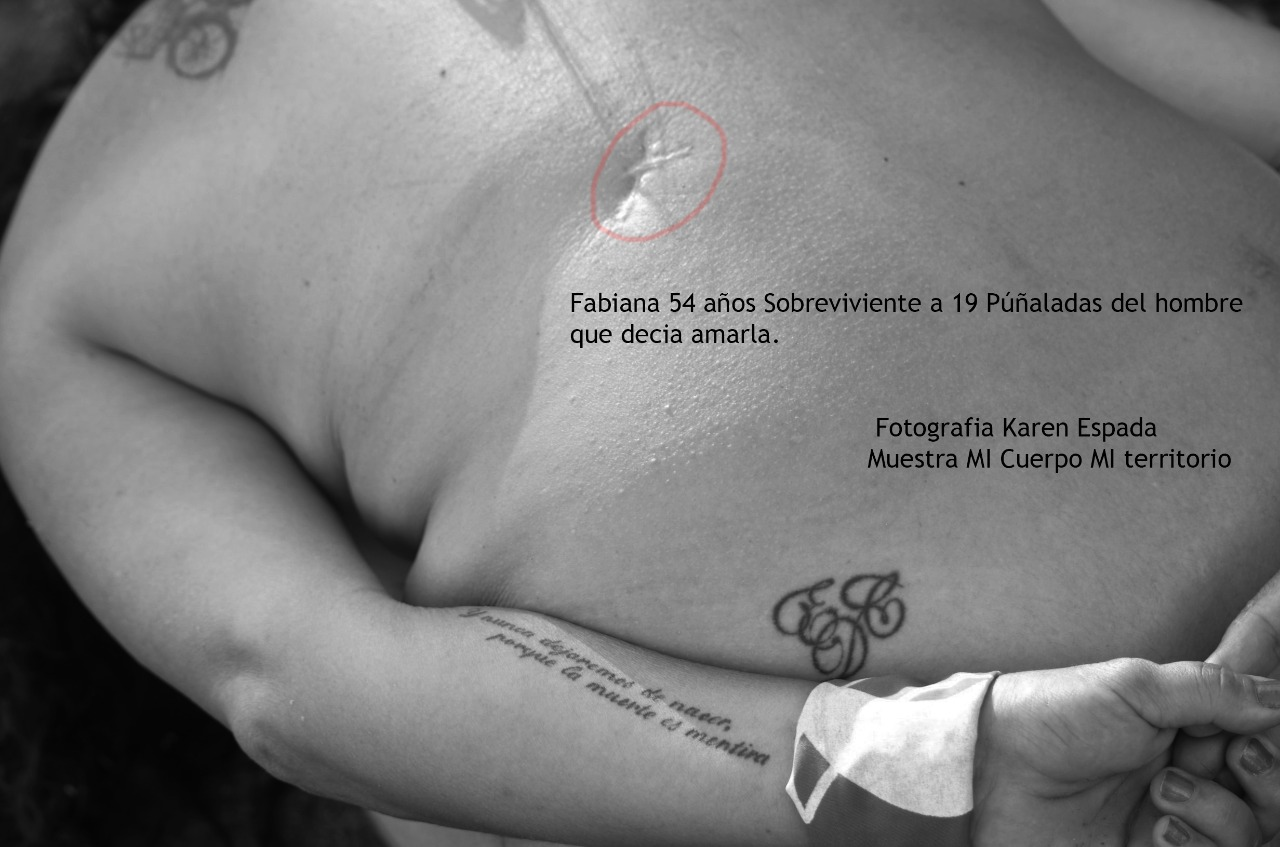 Fabiana 54 años Sobreviviente a 19 Púñaladas del hombre
que decia amarla.
Fotografia Karen Espada
Muestra MI Cuerpo MI territorio
EDC
Y nunca dejaremos de nacer,
porque la muerte es mentira